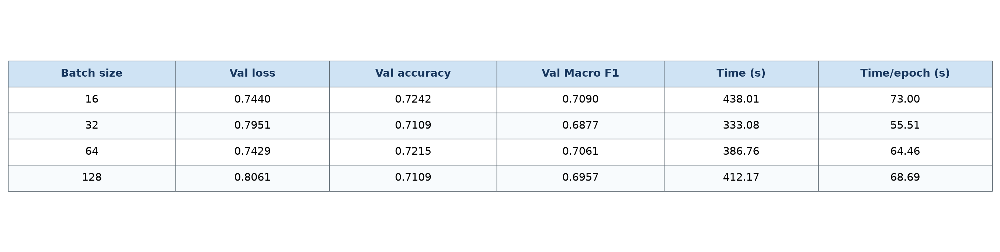 Batch size Val loss Val accuracy Val Macro F1 Time (s) Time/epoch (s)
16 0.7440 0.7242 0.7090 438.01 73.00
32 0.7951 0.7109 0.6877 333.08 55.51
64 0.7429 0.7215 0.7061 386.76 64.46
128 0.8061 0.7109 0.6957 412.17 68.69